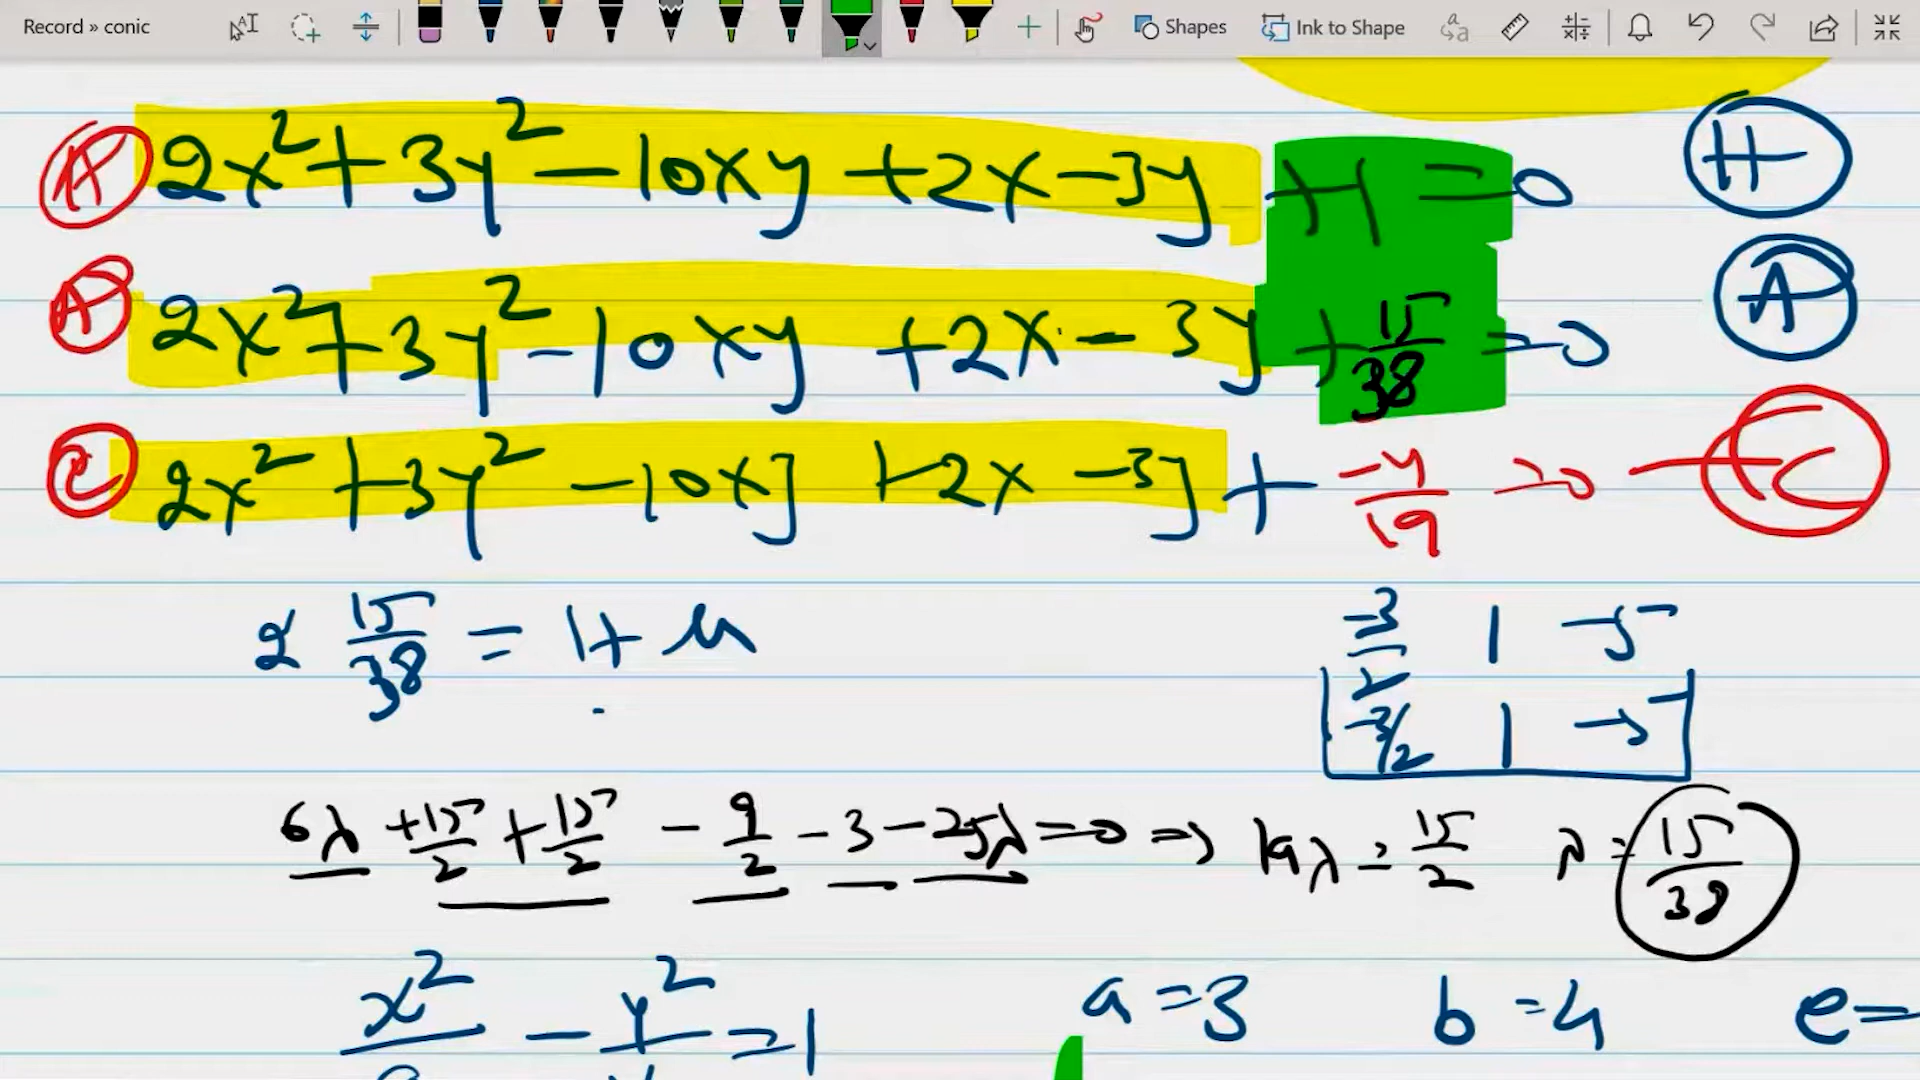 Record » conic
Shapes
Ink to Shape
H 2x² + 3y² - 10xy + 2x - 3y + 1 = 0 H
A 2x² + 3y² - 10xy + 2x - 3y + 15/38 = 0 A
C 2x² + 3y² - 10xy + 2x - 3y + -4/19 = 0 C
2 15/38 = 1 + μ
-3/2 1 -5
-3/2 1 -5
6λ + 15/2 + 15/2 - 9/2 - 3 - 25λ = 0 ⇒ 19λ = 15/2 λ = 15/38
x² - y² = 1 a = 3 b = 4 e =